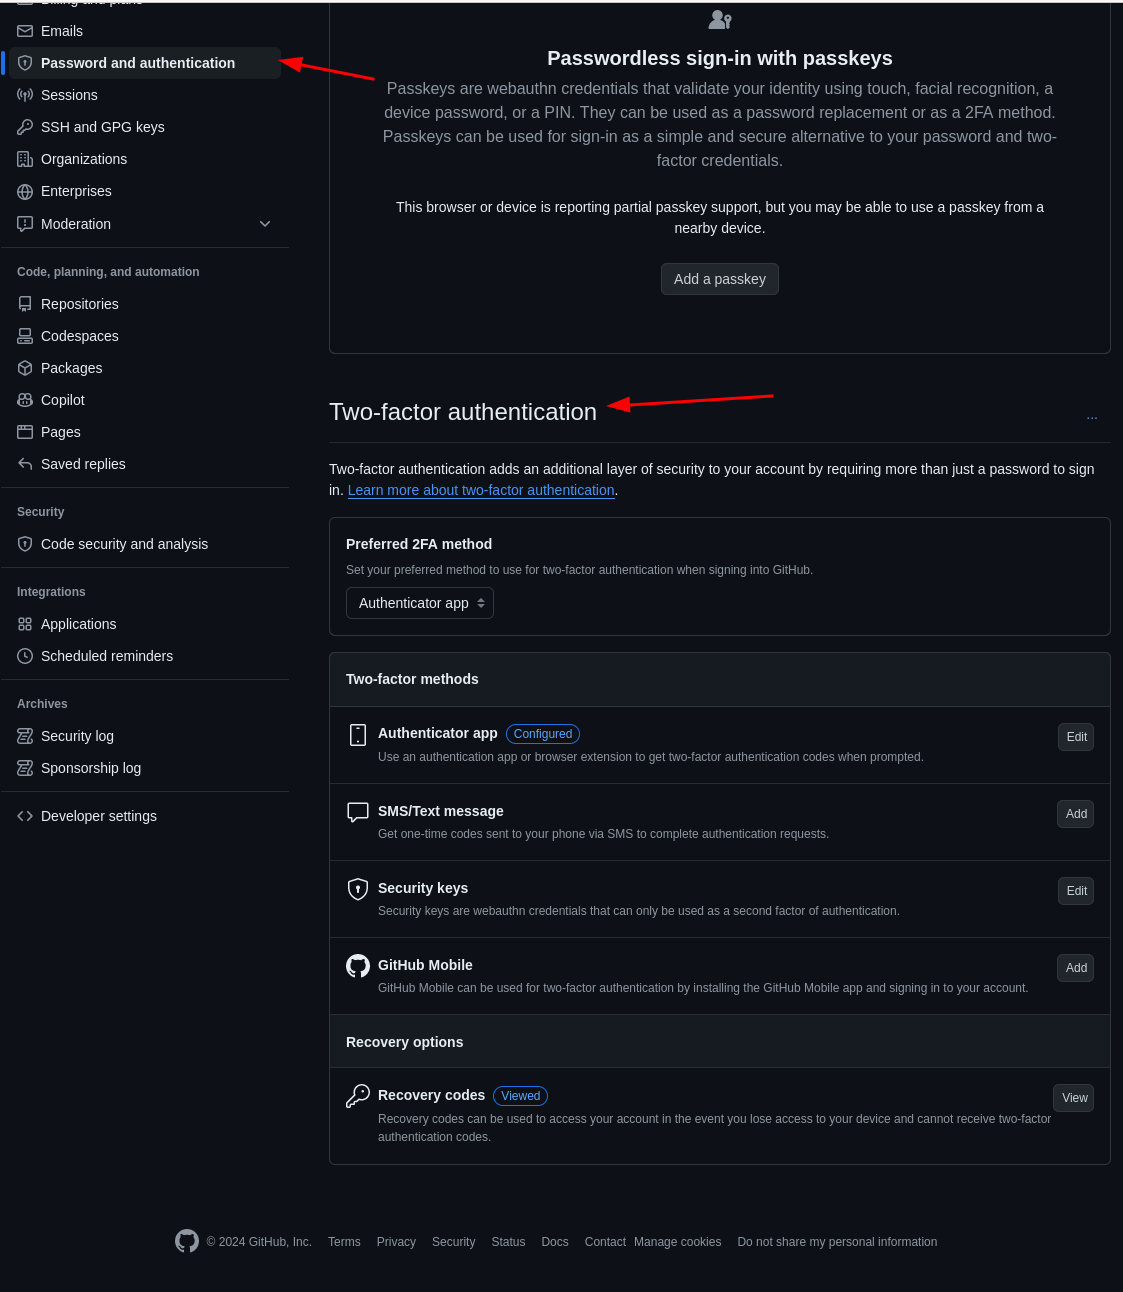 Billing and plans
Emails
Password and authentication
Sessions
SSH and GPG keys
Organizations
Enterprises
Moderation
Code, planning, and automation
Repositories
Codespaces
Packages
Copilot
Pages
Saved replies
Security
Code security and analysis
Integrations
Applications
Scheduled reminders
Archives
Security log
Sponsorship log
Developer settings
Passwordless sign-in with passkeys
Passkeys are webauthn credentials that validate your identity using touch, facial recognition, a
device password, or a PIN. They can be used as a password replacement or as a 2FA method.
Passkeys can be used for sign-in as a simple and secure alternative to your password and two-
factor credentials.
This browser or device is reporting partial passkey support, but you may be able to use a passkey from a
nearby device.
Add a passkey
Two-factor authentication
...
Two-factor authentication adds an additional layer of security to your account by requiring more than just a password to sign
in. Learn more about two-factor authentication.
Preferred 2FA method
Set your preferred method to use for two-factor authentication when signing into GitHub.
Authenticator app
Two-factor methods
Authenticator app Configured
Edit
Use an authentication app or browser extension to get two-factor authentication codes when prompted.
SMS/Text message
Add
Get one-time codes sent to your phone via SMS to complete authentication requests.
Security keys
Edit
Security keys are webauthn credentials that can only be used as a second factor of authentication.
GitHub Mobile
Add
GitHub Mobile can be used for two-factor authentication by installing the GitHub Mobile app and signing in to your account.
Recovery options
Recovery codes Viewed
View
Recovery codes can be used to access your account in the event you lose access to your device and cannot receive two-factor
authentication codes.
© 2024 GitHub, Inc. Terms Privacy Security Status Docs Contact Manage cookies Do not share my personal information